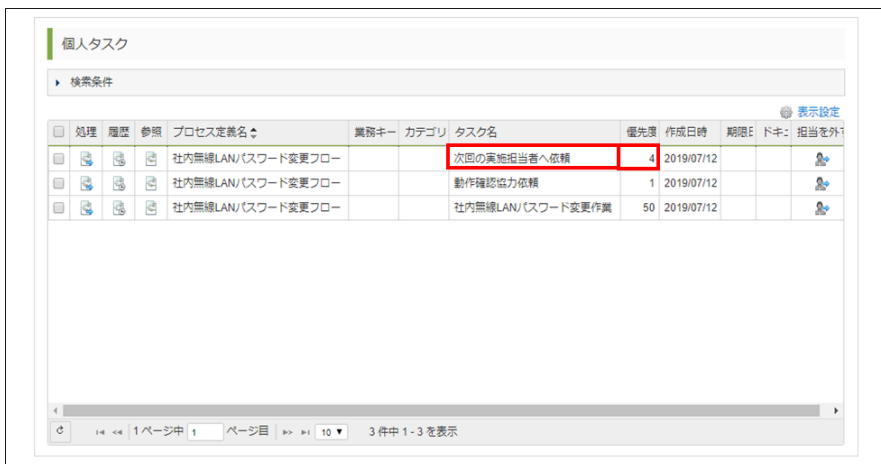 個人タスク
検索条件
表示設定
処理 履歴 参照 プロセス定義名 業務キー カテゴリ タスク名 優先度 作成日時 期限日 ドキュ 担当を外す
社内無線LANパスワード変更フロー 次回の実施担当者へ依頼 4 2019/07/12
社内無線LANパスワード変更フロー 動作確認協力依頼 1 2019/07/12
社内無線LANパスワード変更フロー 社内無線LANパスワード変更作業 50 2019/07/12
1 ページ中 1 ページ目 10 3 件中 1 - 3 を表示